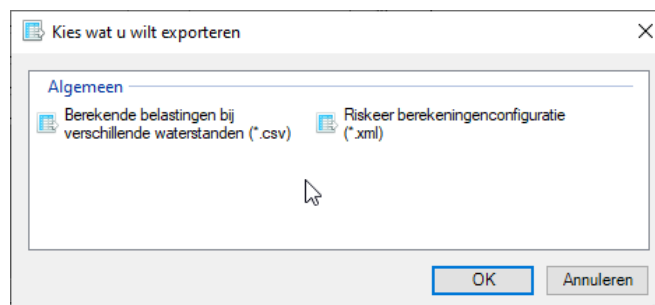 Kies wat u wilt exporteren
Algemeen
Berekende belastingen bij
verschillende waterstanden (*.csv)
Riskeer berekeningenconfiguratie
(*.xml)
OK
Annuleren